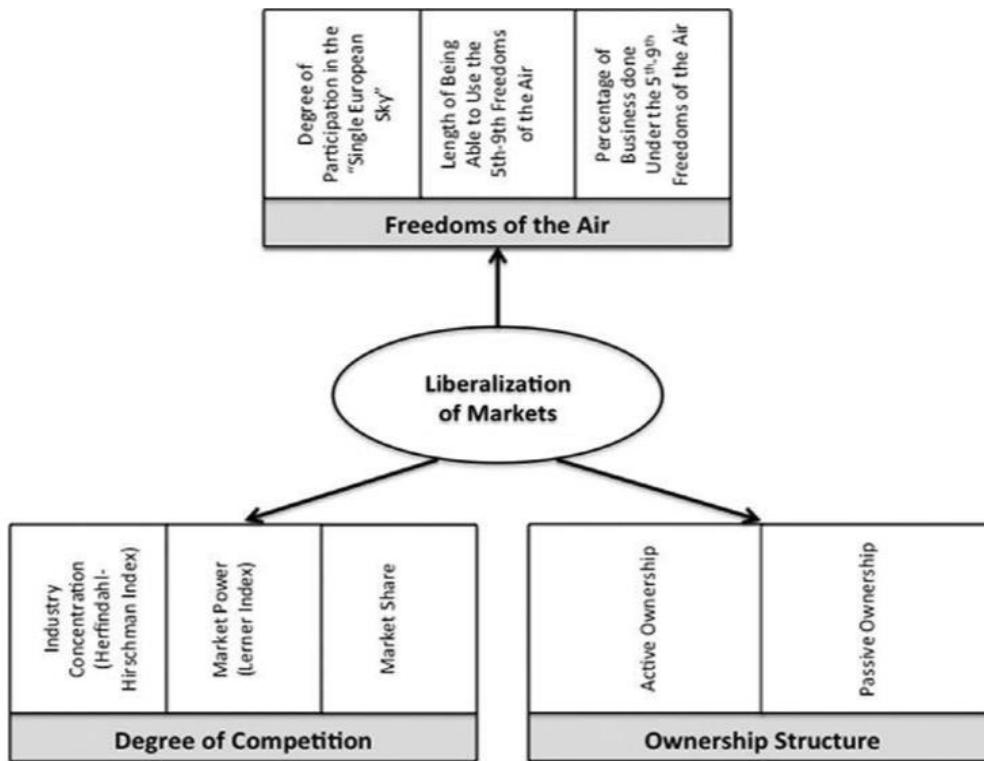 Degree of
Participation in the
“Single European
Sky”
Length of Being
Able to Use the
5th-9th Freedoms
of the Air
Percentage of
Business done
Under the 5th-9th
Freedoms of the Air
Freedoms of the Air
Liberalization
of Markets
Industry
Concentration
(Herfindahl-
Hirschman Index)
Market Power
(Lerner Index)
Market Share
Degree of Competition
Active Ownership
Passive Ownership
Ownership Structure